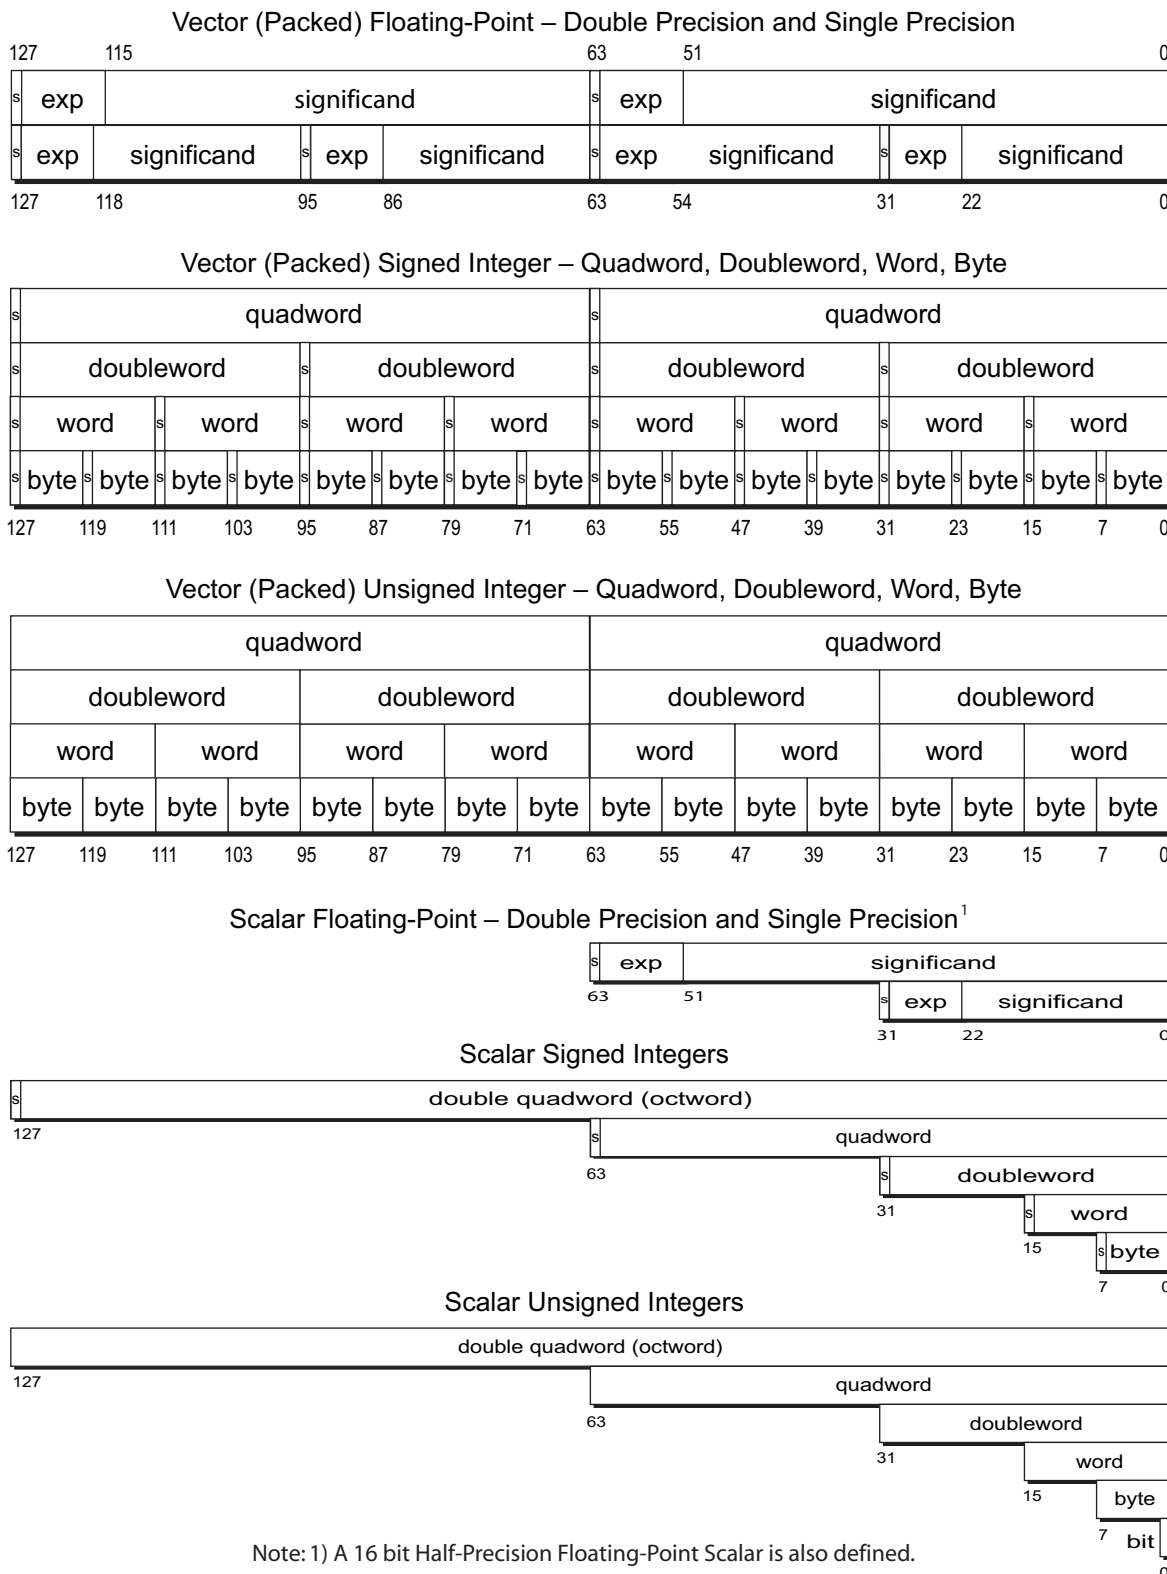 Vector (Packed) Floating-Point – Double Precision and Single Precision
127 115 63 51 0
s exp significand s exp significand
s exp significand s exp significand s exp significand s exp significand
127 118 95 86 63 54 31 22 0
Vector (Packed) Signed Integer – Quadword, Doubleword, Word, Byte
s quadword s quadword
s doubleword s doubleword s doubleword s doubleword
s word s word s word s word s word s word s word s word
s byte s byte s byte s byte s byte s byte s byte s byte s byte s byte s byte s byte s byte s byte s byte s byte
127 119 111 103 95 87 79 71 63 55 47 39 31 23 15 7 0
Vector (Packed) Unsigned Integer – Quadword, Doubleword, Word, Byte
quadword quadword
doubleword doubleword doubleword doubleword
word word word word word word word word
byte byte byte byte byte byte byte byte byte byte byte byte byte byte byte byte
127 119 111 103 95 87 79 71 63 55 47 39 31 23 15 7 0
Scalar Floating-Point – Double Precision and Single Precision¹
s exp significand
63 51
s exp significand
31 22 0
Scalar Signed Integers
s double quadword (octword)
127
s quadword
63
s doubleword
31
s word
15
s byte
7 0
Scalar Unsigned Integers
double quadword (octword)
127
quadword
63
doubleword
31
word
15
byte
7
bit
0
Note: 1) A 16 bit Half-Precision Floating-Point Scalar is also defined.